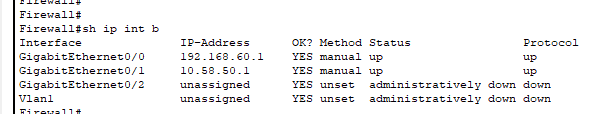 Firewall#
Firewall#
Firewall#sh ip int b
Interface IP-Address OK? Method Status Protocol
GigabitEthernet0/0 192.168.60.1 YES manual up up
GigabitEthernet0/1 10.58.50.1 YES manual up up
GigabitEthernet0/2 unassigned YES unset administratively down down
Vlan1 unassigned YES unset administratively down down
Firewall#